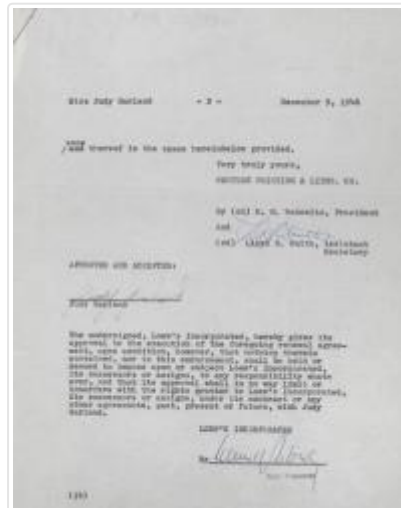 Miss Judy Garland - 2 - December 9, 1946
thereof in the space hereinbelow provided.
Very truly yours,
By (sd) President
and
(sd) Lloyd Smith, Assistant
Secretary
APPROVED AND ACCEPTED:
Judy Garland
The undersigned, Loew's Incorporated, hereby gives its
approval to the execution of the foregoing renewal agree-
ment, upon condition, however, that nothing therein
contained, nor in this endorsement, shall be held or
deemed to impose upon or subject Loew's Incorporated,
its successors or assigns, to any responsibility whatso-
ever, and that its approval shall in no way limit or
interfere with the rights granted to Loew's Incorporated,
its successors or assigns, under its contract or any
other agreements, past, present or future, with Judy
Garland.
LOEW'S INCORPORATED
By